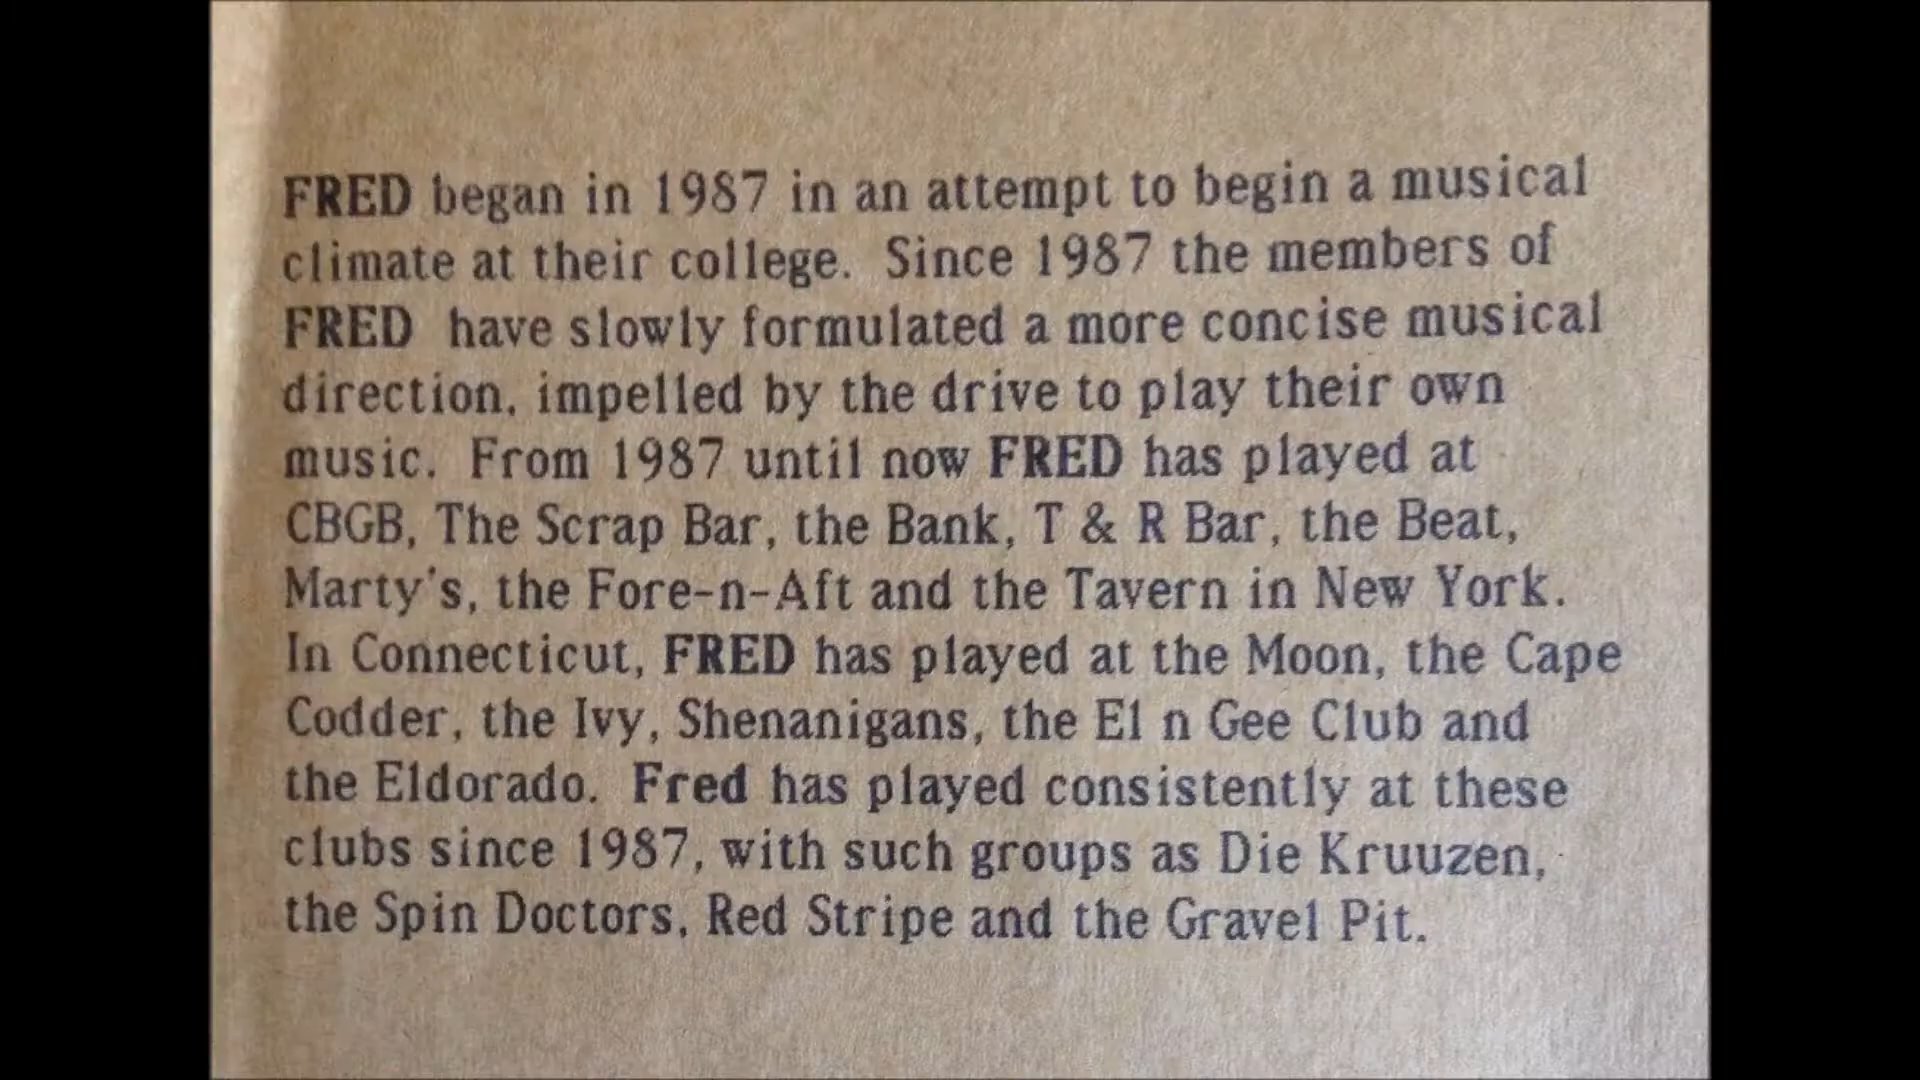 FRED began in 1987 in an attempt to begin a musical
climate at their college.  Since 1987 the members of
FRED  have slowly formulated a more concise musical
direction, impelled by the drive to play their own
music.  From 1987 until now FRED has played at
CBGB, The Scrap Bar, the Bank, T & R Bar, the Beat,
Marty's, the Fore-n-Aft and the Tavern in New York.
In Connecticut, FRED has played at the Moon, the Cape
Codder, the Ivy, Shenanigans, the El n Gee Club and
the Eldorado.  Fred has played consistently at these
clubs since 1987, with such groups as Die Kruuzen,
the Spin Doctors, Red Stripe and the Gravel Pit.